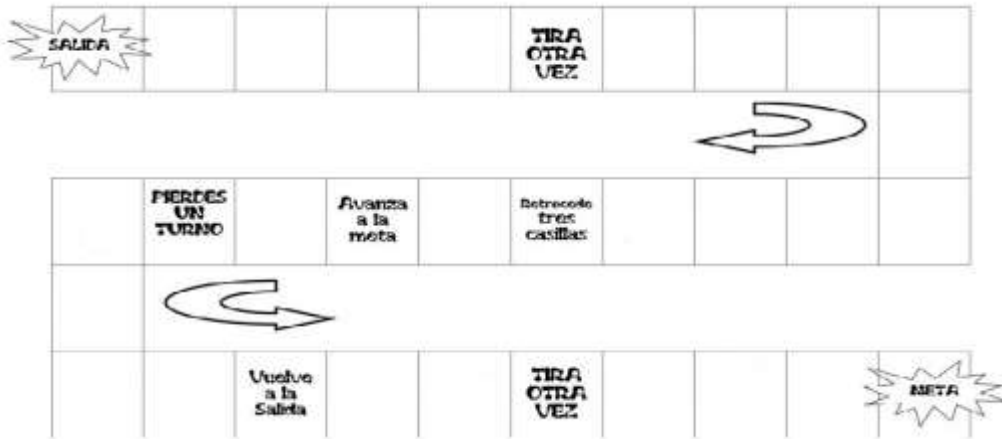 SALIDA
TIRA
OTRA
VEZ
PIERDES
UN
TURNO
Avanza
a la
meta
Retrocede
tres
casillas
Vuelve
a la
Salida
TIRA
OTRA
VEZ
META